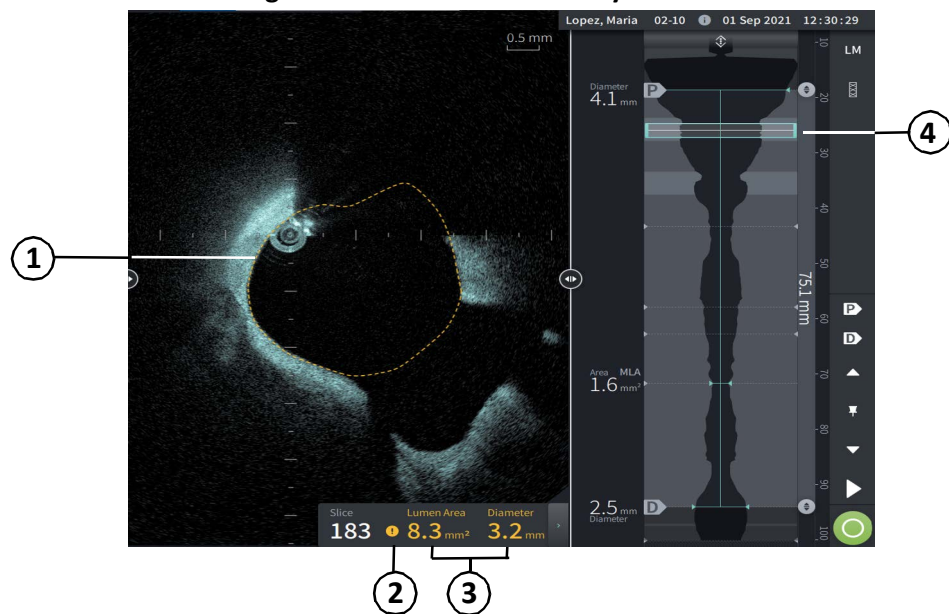 Lopez, Maria 02-10 01 Sep 2021 12:30:29
0.5 mm
LM
Diameter
4.1 mm
P
10
20
30
40
50
60
70
80
90
100
75.1 mm
4
1
P
D
Area MLA
1.6 mm²
D
2.5 mm
Diameter
Slice
183
Lumen Area
8.3 mm²
Diameter
3.2 mm
2
3